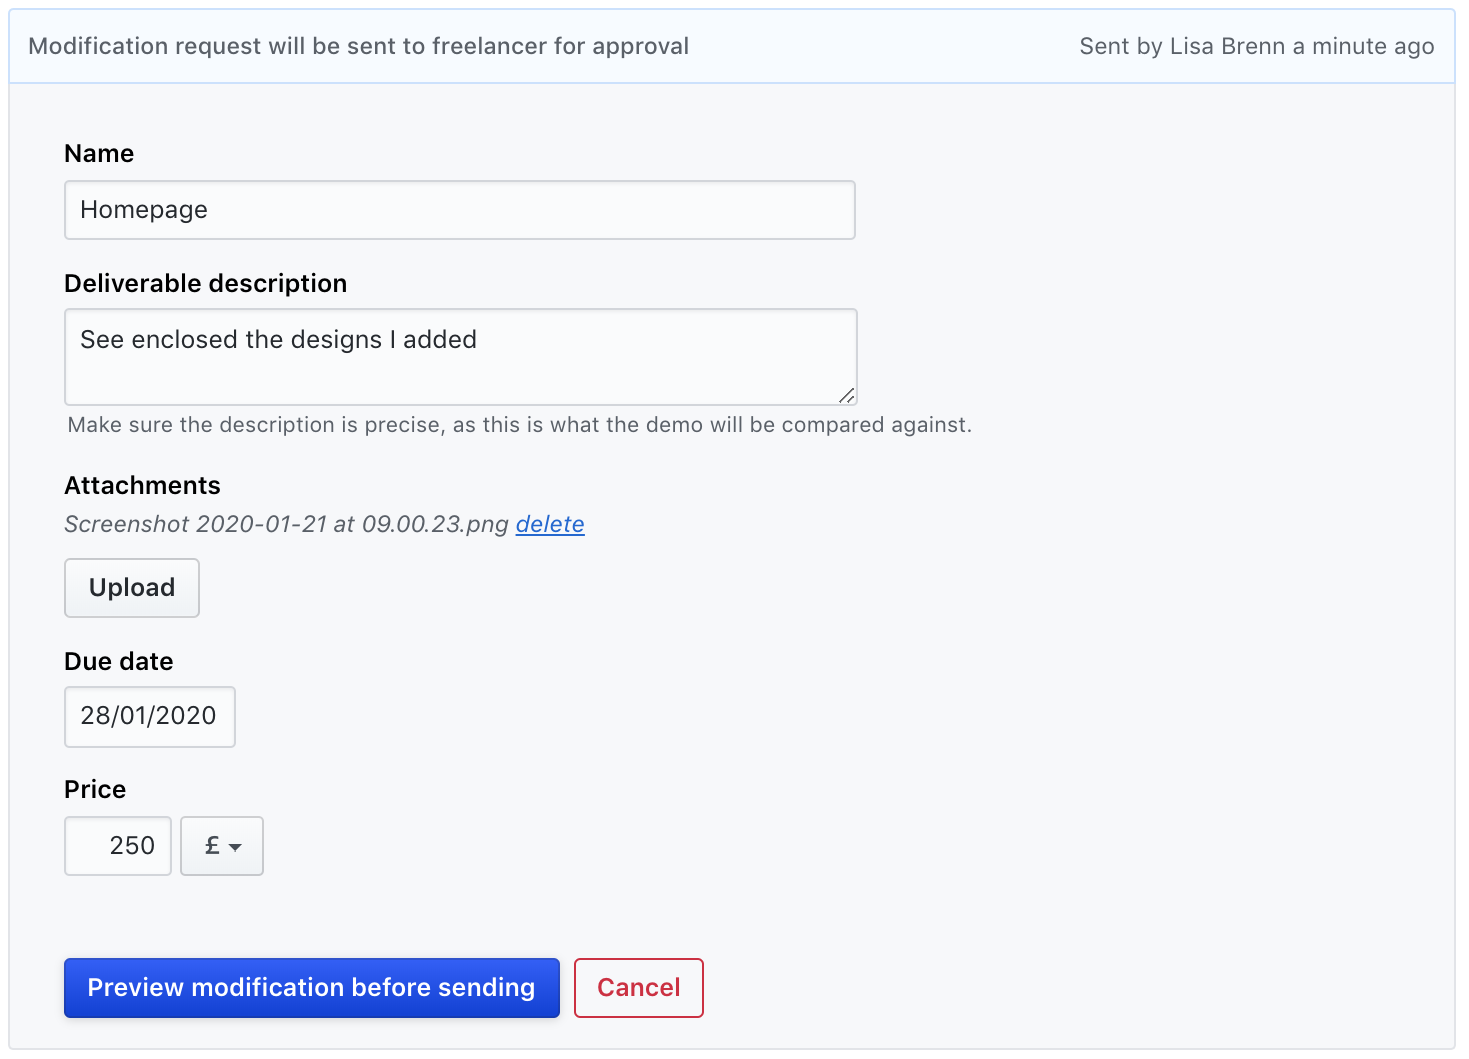 Modification request will be sent to freelancer for approval
Sent by Lisa Brenn a minute ago
Name
Homepage
Deliverable description
See enclosed the designs I added
Make sure the description is precise, as this is what the demo will be compared against.
Attachments
Screenshot 2020-01-21 at 09.00.23.png delete
Upload
Due date
28/01/2020
Price
250 £
Preview modification before sending
Cancel